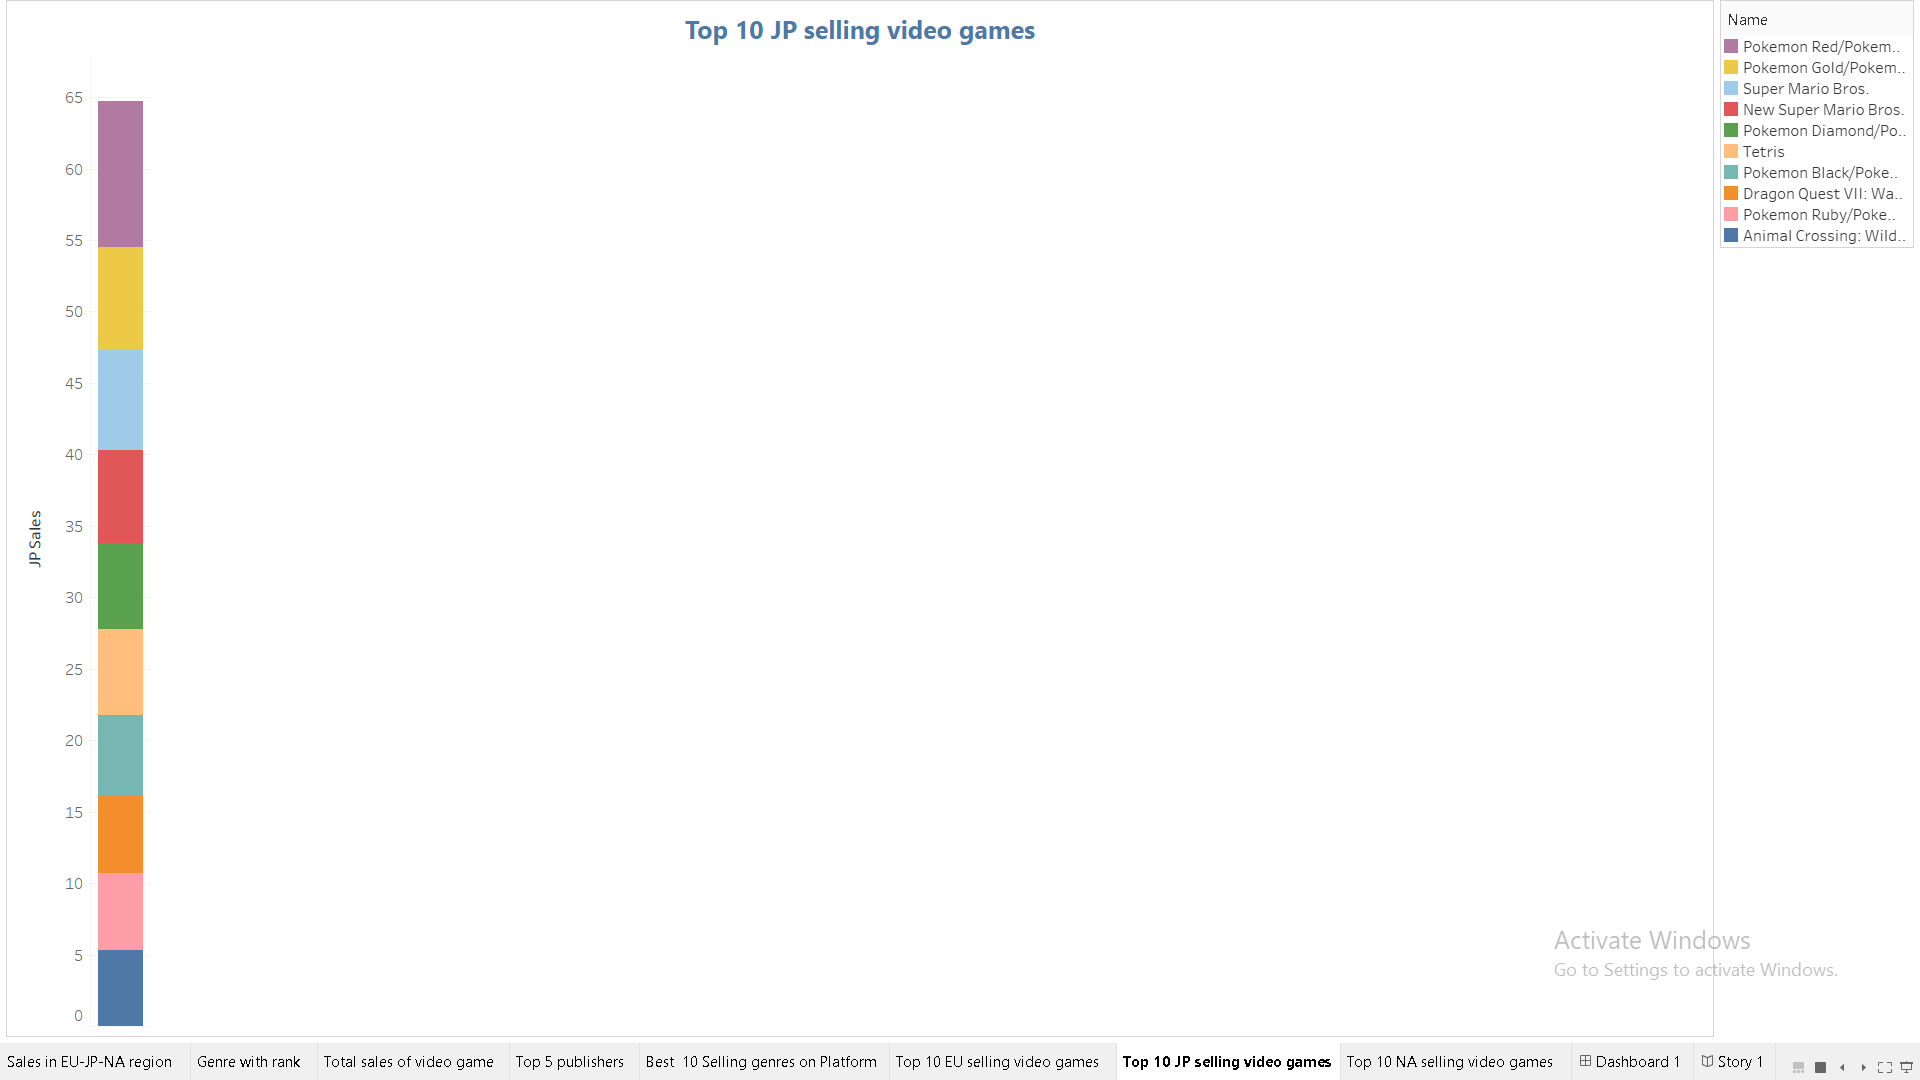 Top 10 JP selling video games
Name
Pokemon Red/Pokem..
Pokemon Gold/Pokem..
Super Mario Bros.
New Super Mario Bros.
Pokemon Diamond/Po..
Tetris
Pokemon Black/Poke..
Dragon Quest VII: Wa..
Pokemon Ruby/Poke..
Animal Crossing: Wild..
65
60
55
50
45
40
35
30
25
20
15
10
5
0
JP Sales
Activate Windows
Go to Settings to activate Windows.
Sales in EU-JP-NA region
Genre with rank
Total sales of video game
Top 5 publishers
Best  10 Selling genres on Platform
Top 10 EU selling video games
Top 10 JP selling video games
Top 10 NA selling video games
Dashboard 1
Story 1